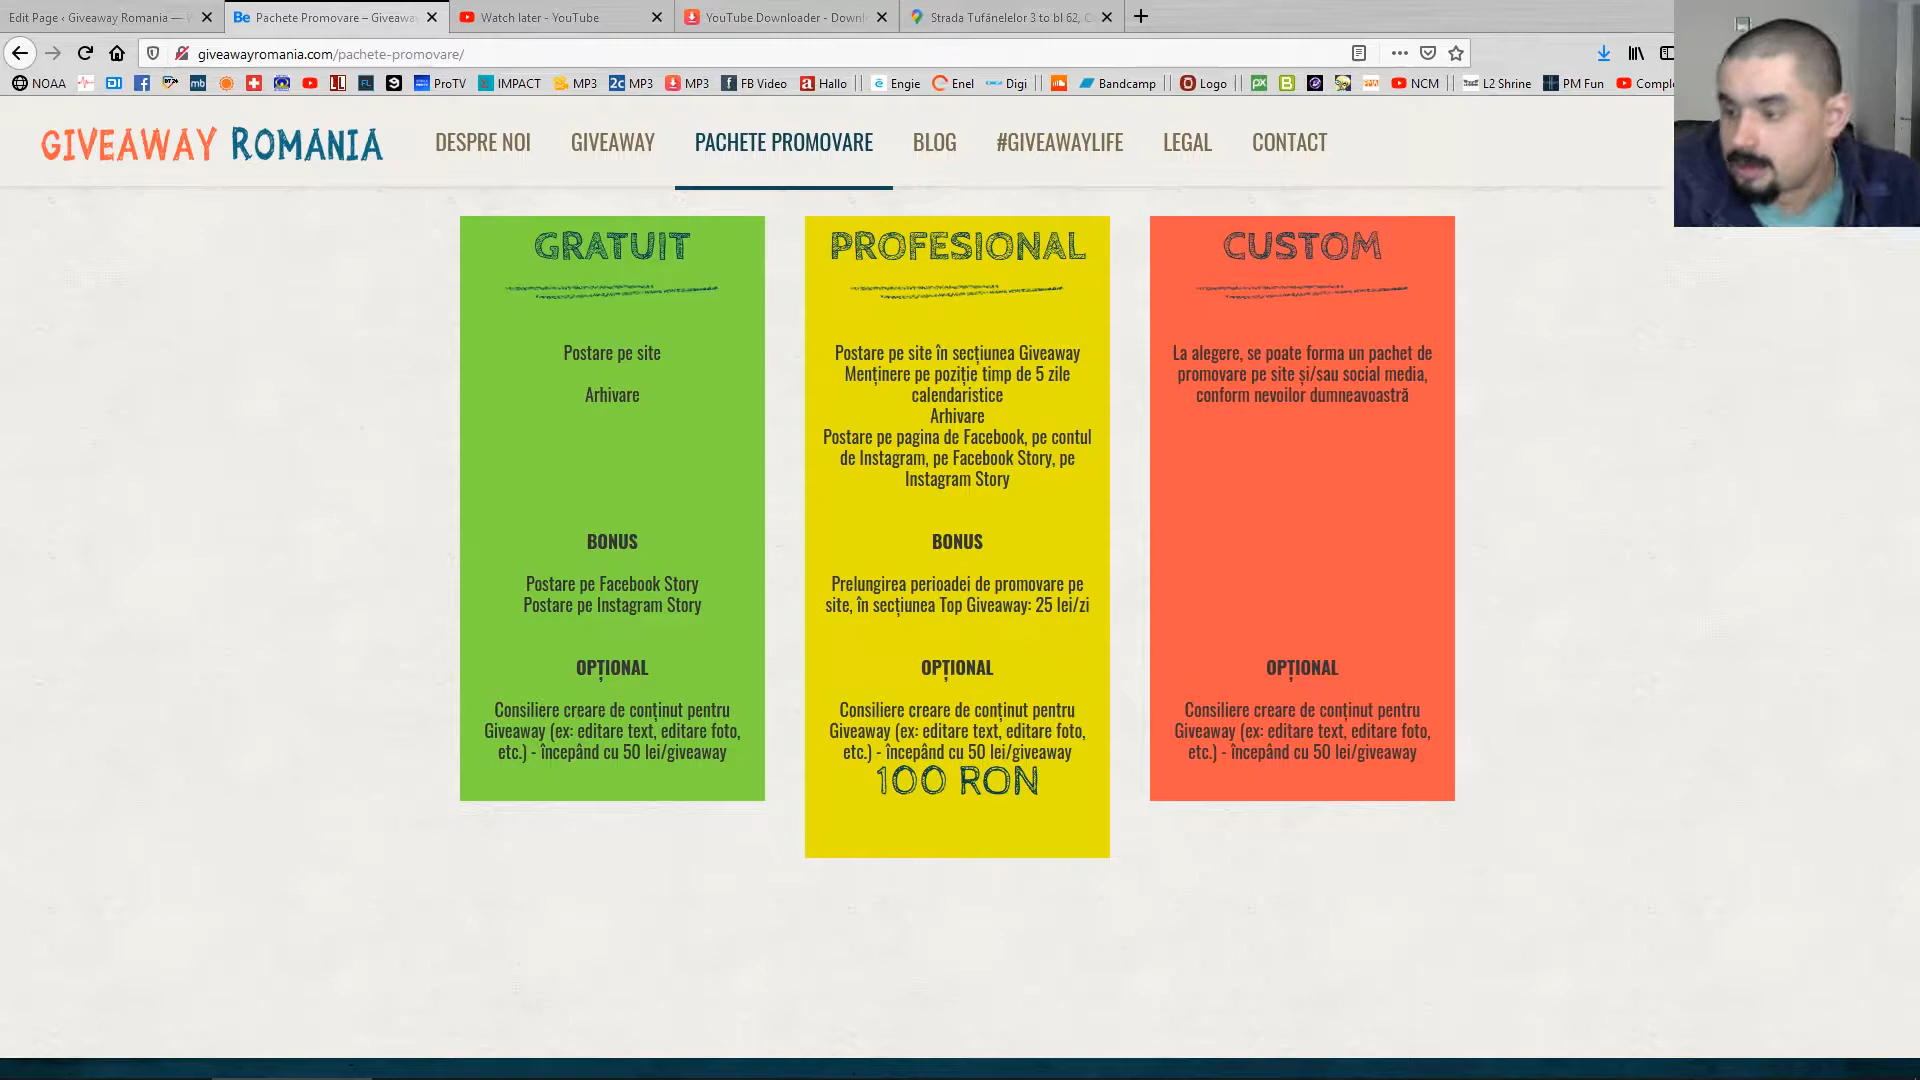 Edit Page ‹ Giveaway Romania —
Pachete Promovare – Giveawa
Watch later - YouTube
YouTube Downloader - Downl
Strada Tufănelelor 3 to bl 62, C
giveawayromania.com/pachete-promovare/
NOAA
ProTV
IMPACT
MP3
MP3
MP3
FB Video
Hallo
Engie
Enel
Digi
Bandcamp
Logo
NCM
L2 Shrine
PM Fun
Comple
GIVEAWAY ROMANIA
DESPRE NOI
GIVEAWAY
PACHETE PROMOVARE
BLOG
#GIVEAWAYLIFE
LEGAL
CONTACT
GRATUIT
Postare pe site
Arhivare
BONUS
Postare pe Facebook Story
Postare pe Instagram Story
OPȚIONAL
Consiliere creare de conținut pentru
Giveaway (ex: editare text, editare foto,
etc.) - începând cu 50 lei/giveaway
PROFESIONAL
Postare pe site în secțiunea Giveaway
Menținere pe poziție timp de 5 zile
calendaristice
Arhivare
Postare pe pagina de Facebook, pe contul
de Instagram, pe Facebook Story, pe
Instagram Story
BONUS
Prelungirea perioadei de promovare pe
site, în secțiunea Top Giveaway: 25 lei/zi
OPȚIONAL
Consiliere creare de conținut pentru
Giveaway (ex: editare text, editare foto,
etc.) - începând cu 50 lei/giveaway
100 RON
CUSTOM
La alegere, se poate forma un pachet de
promovare pe site și/sau social media,
conform nevoilor dumneavoastră
OPȚIONAL
Consiliere creare de conținut pentru
Giveaway (ex: editare text, editare foto,
etc.) - începând cu 50 lei/giveaway